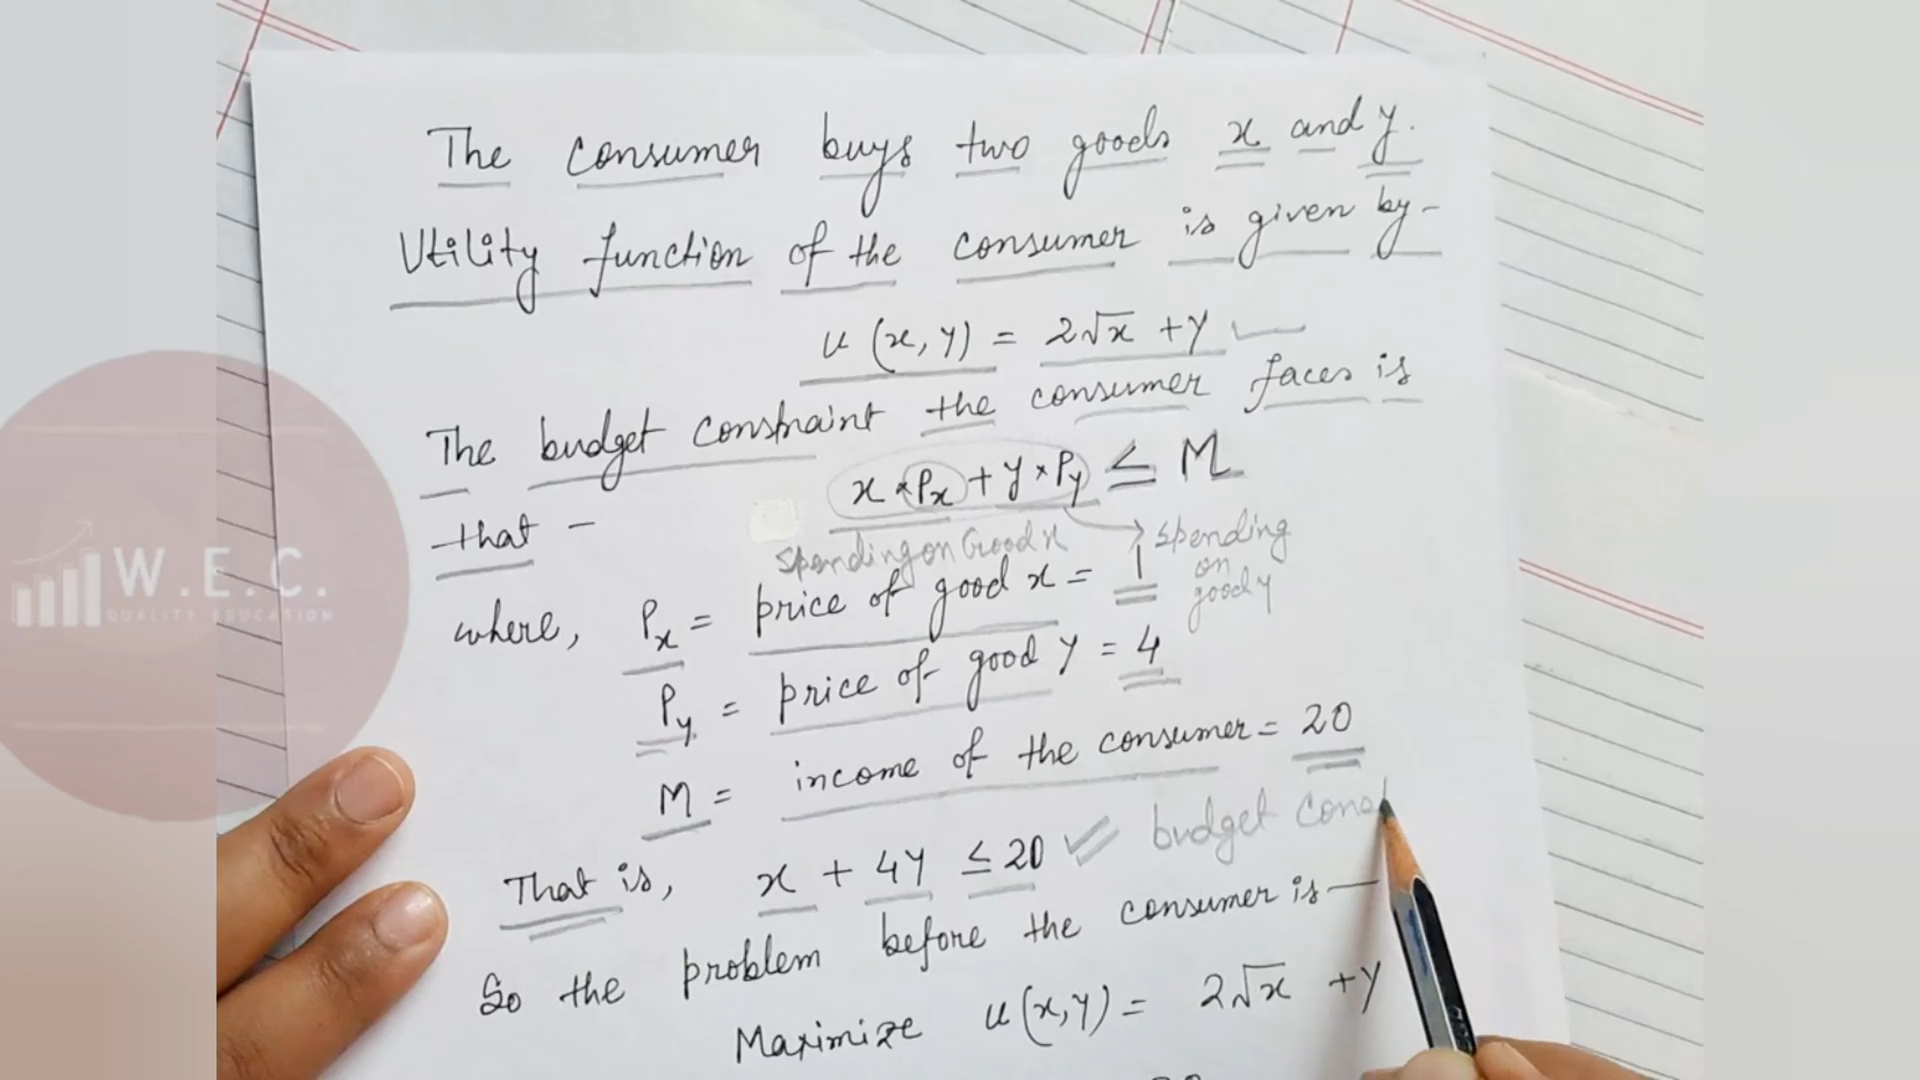 The consumer buys two goods x and y.
Utility function of the consumer is given by -
u (x, y) = 2√x + y
The budget constraint the consumer faces is
that -
x × Px + y × Py ≤ M
spending on Good x
spending
on
good y
where, Px = price of good x = 1
Py = price of good y = 4
M = income of the consumer = 20
That is, x + 4y ≤ 20 budget const
So the problem before the consumer is —
Maximize u (x, y) = 2√x + y
W.E.C.
QUALITY EDUCATION